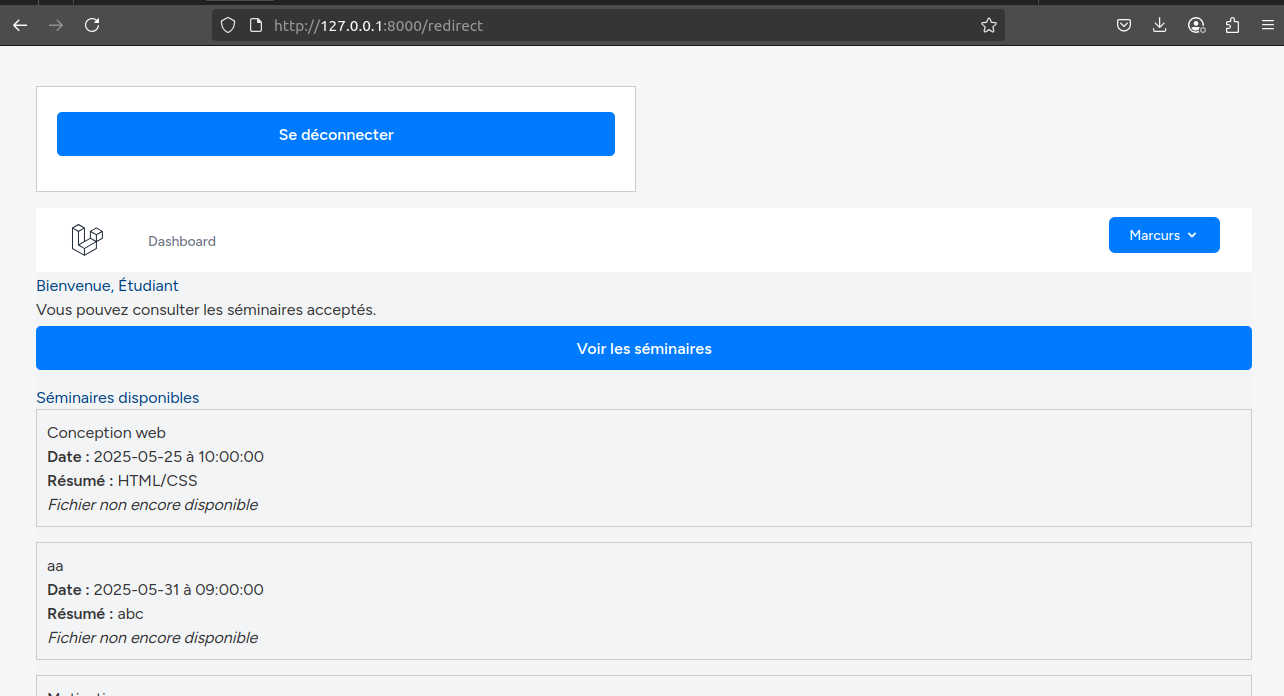 http://127.0.0.1:8000/redirect
Se déconnecter
Dashboard
Marcurs
Bienvenue, Étudiant
Vous pouvez consulter les séminaires acceptés.
Voir les séminaires
Séminaires disponibles
Conception web
Date : 2025-05-25 à 10:00:00
Résumé : HTML/CSS
Fichier non encore disponible
aa
Date : 2025-05-31 à 09:00:00
Résumé : abc
Fichier non encore disponible